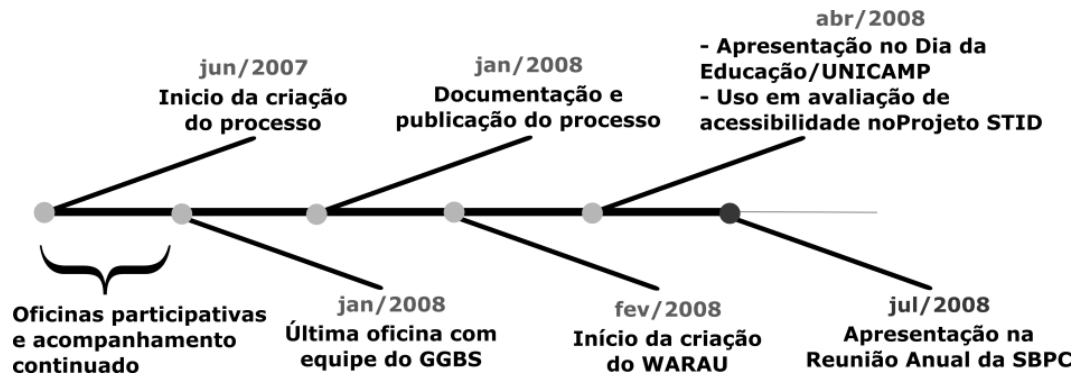 jun/2007
Inicio da criação
do processo
jan/2008
Documentação e
publicação do processo
abr/2008
- Apresentação no Dia da
Educação/UNICAMP
- Uso em avaliação de
acessibilidade noProjeto STID
Oficinas participativas
e acompanhamento
continuado
jan/2008
Última oficina com
equipe do GGBS
fev/2008
Início da criação
do WARAU
jul/2008
Apresentação na
Reunião Anual da SBPC